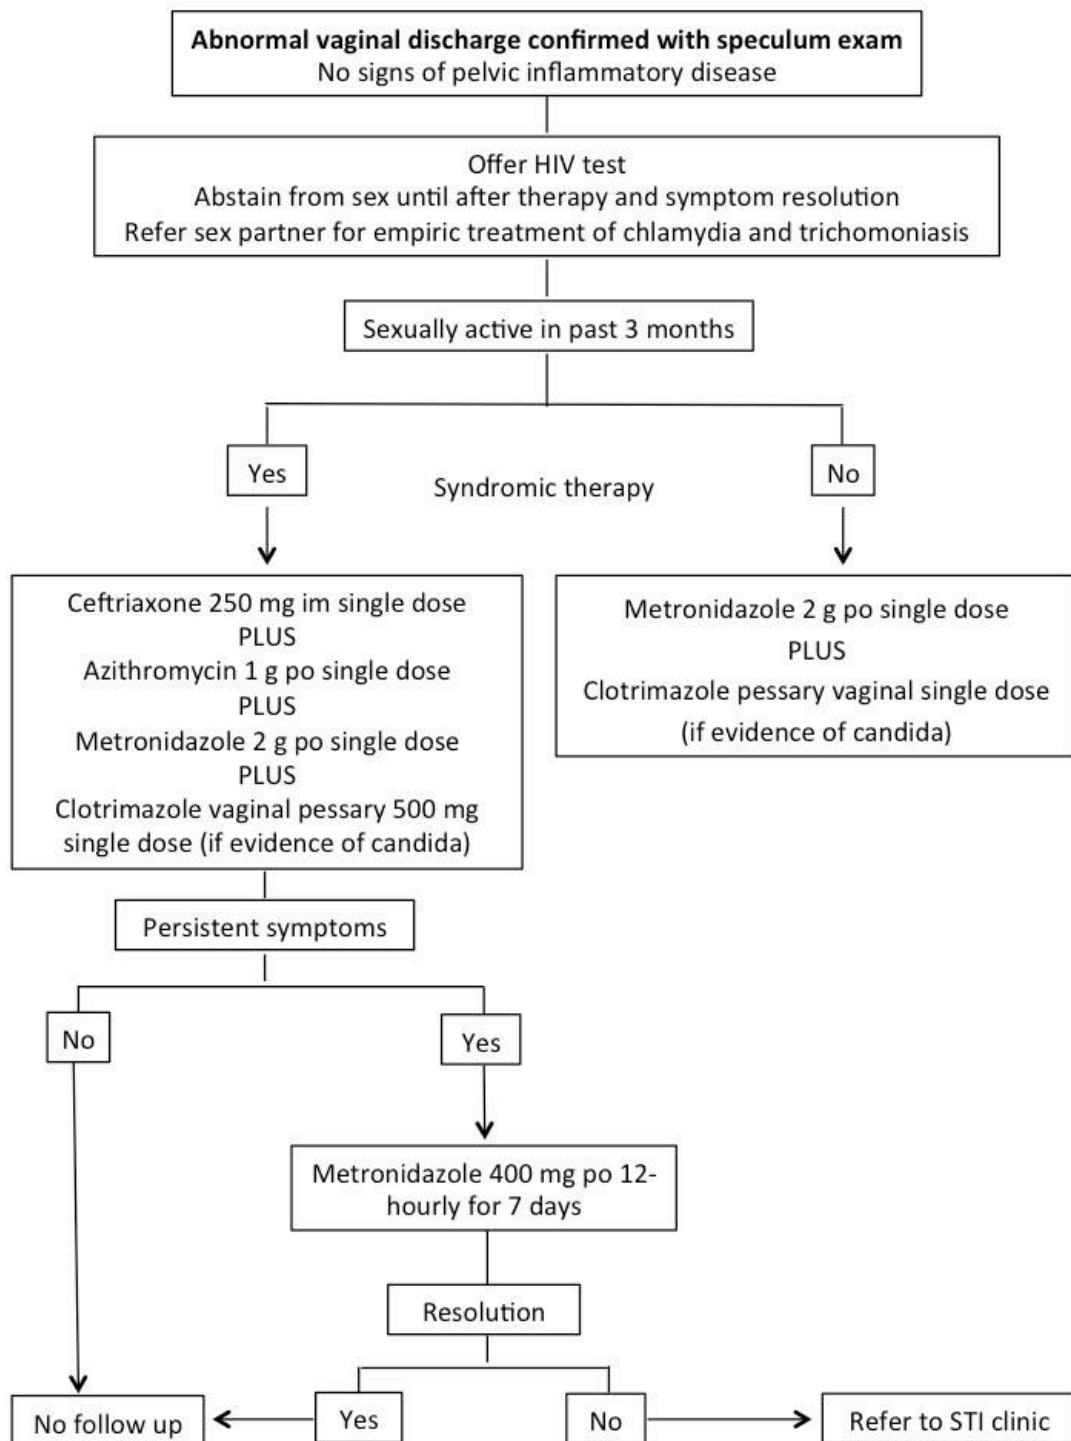 Abnormal vaginal discharge confirmed with speculum exam
No signs of pelvic inflammatory disease
Offer HIV test
Abstain from sex until after therapy and symptom resolution
Refer sex partner for empiric treatment of chlamydia and trichomoniasis
Sexually active in past 3 months
Yes
Syndromic therapy
No
Ceftriaxone 250 mg im single dose
PLUS
Azithromycin 1 g po single dose
PLUS
Metronidazole 2 g po single dose
PLUS
Clotrimazole vaginal pessary 500 mg
single dose (if evidence of candida)
Metronidazole 2 g po single dose
PLUS
Clotrimazole pessary vaginal single dose
(if evidence of candida)
Persistent symptoms
No
Yes
Metronidazole 400 mg po 12-
hourly for 7 days
Resolution
No follow up
Yes
No
Refer to STI clinic